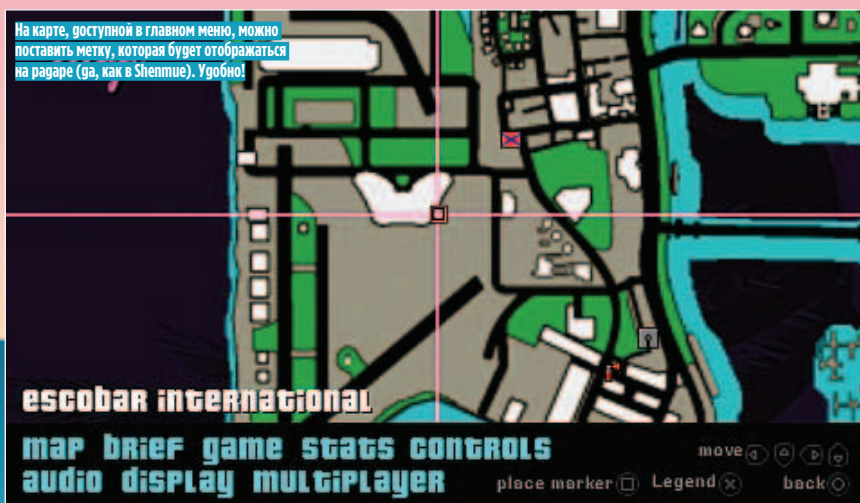 На карте, доступной в главном меню, можно
поставить метку, которая будет отображаться
на радаре (да, как в Shenmue). Удобно!
escobar international
map brief game stats controls
move
audio display multiplayer
place marker Legend back